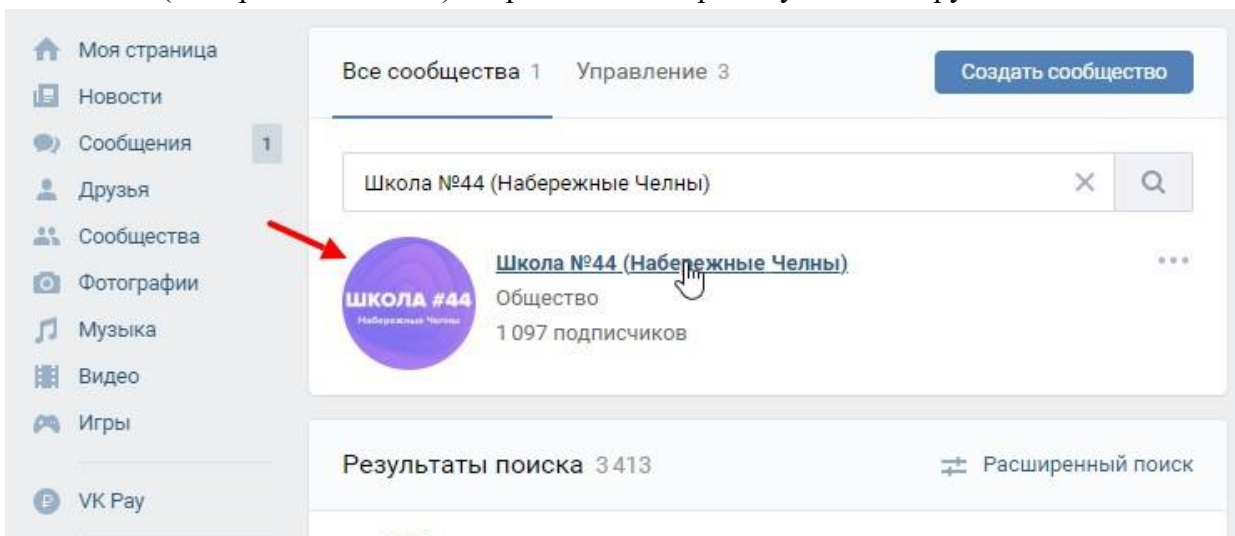 Моя страница
Новости
Сообщения 1
Друзья
Сообщества
Фотографии
Музыка
Видео
Игры
VK Pay
Все сообщества 1 Управление 3 Создать сообщество
Школа №44 (Набережные Челны)
ШКОЛА #44
Набережные Челны
Школа №44 (Набережные Челны)
Общество
1 097 подписчиков
Результаты поиска 3 413 Расширенный поиск